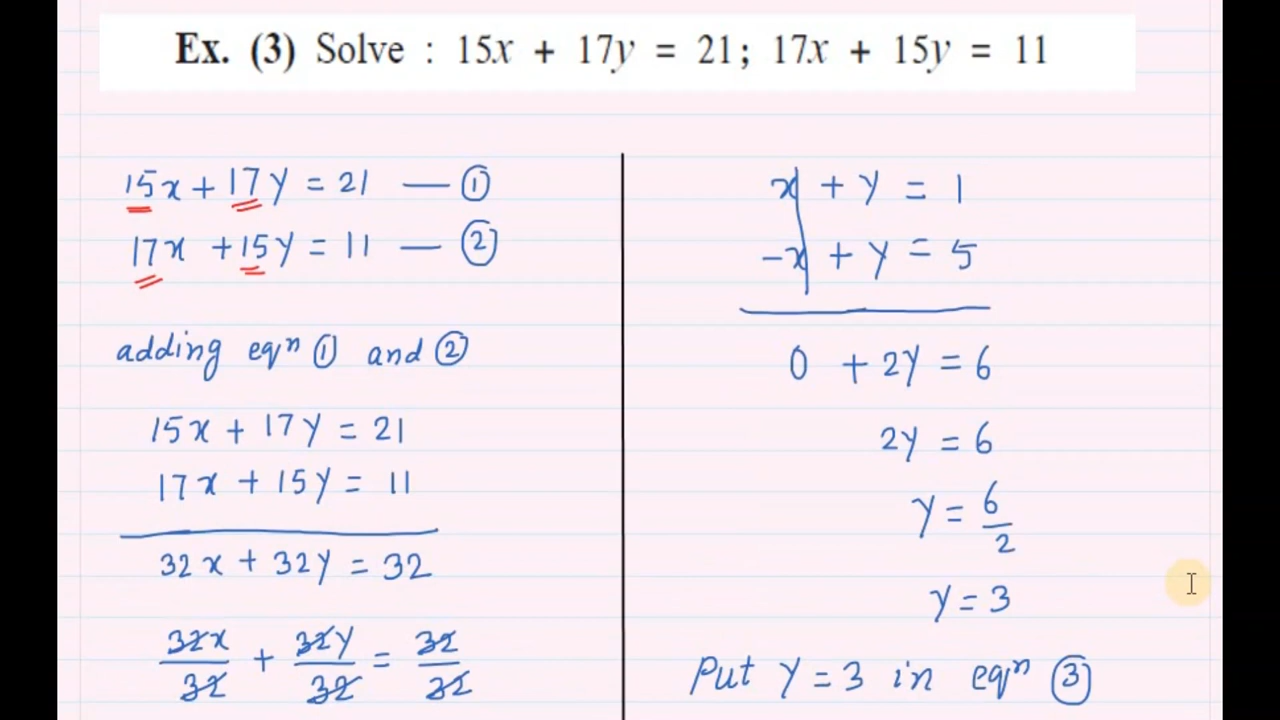 Ex. (3) Solve : 15x + 17y = 21; 17x + 15y = 11
15x + 17y = 21 — ①
17x + 15y = 11 — ②
adding eqⁿ ① and ②
15x + 17y = 21
17x + 15y = 11
32x + 32y = 32
32x/32 + 32y/32 = 32/32
x + y = 1
-x + y = 5
0 + 2y = 6
2y = 6
y = 6/2
y = 3
Put y = 3 in eqⁿ ③